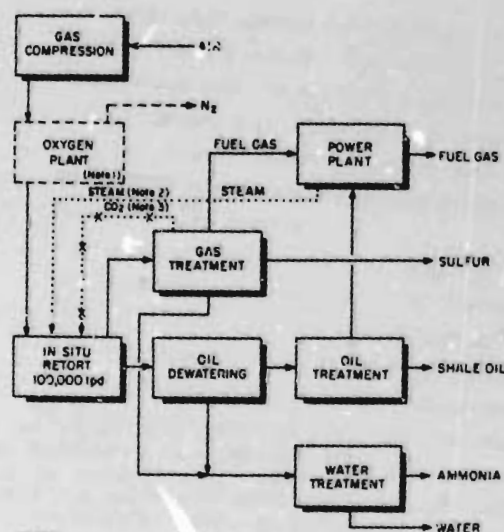 GAS
COMPRESSION
AIR
N2
OXYGEN
PLANT
(Note 1)
FUEL GAS
POWER
PLANT
FUEL GAS
STEAM (Note 2)
STEAM
CO2 (Note 3)
GAS
TREATMENT
SULFUR
IN SITU
RETORT
100,000 tpd
OIL
DEWATERING
OIL
TREATMENT
SHALE OIL
WATER
TREATMENT
AMMONIA
WATER